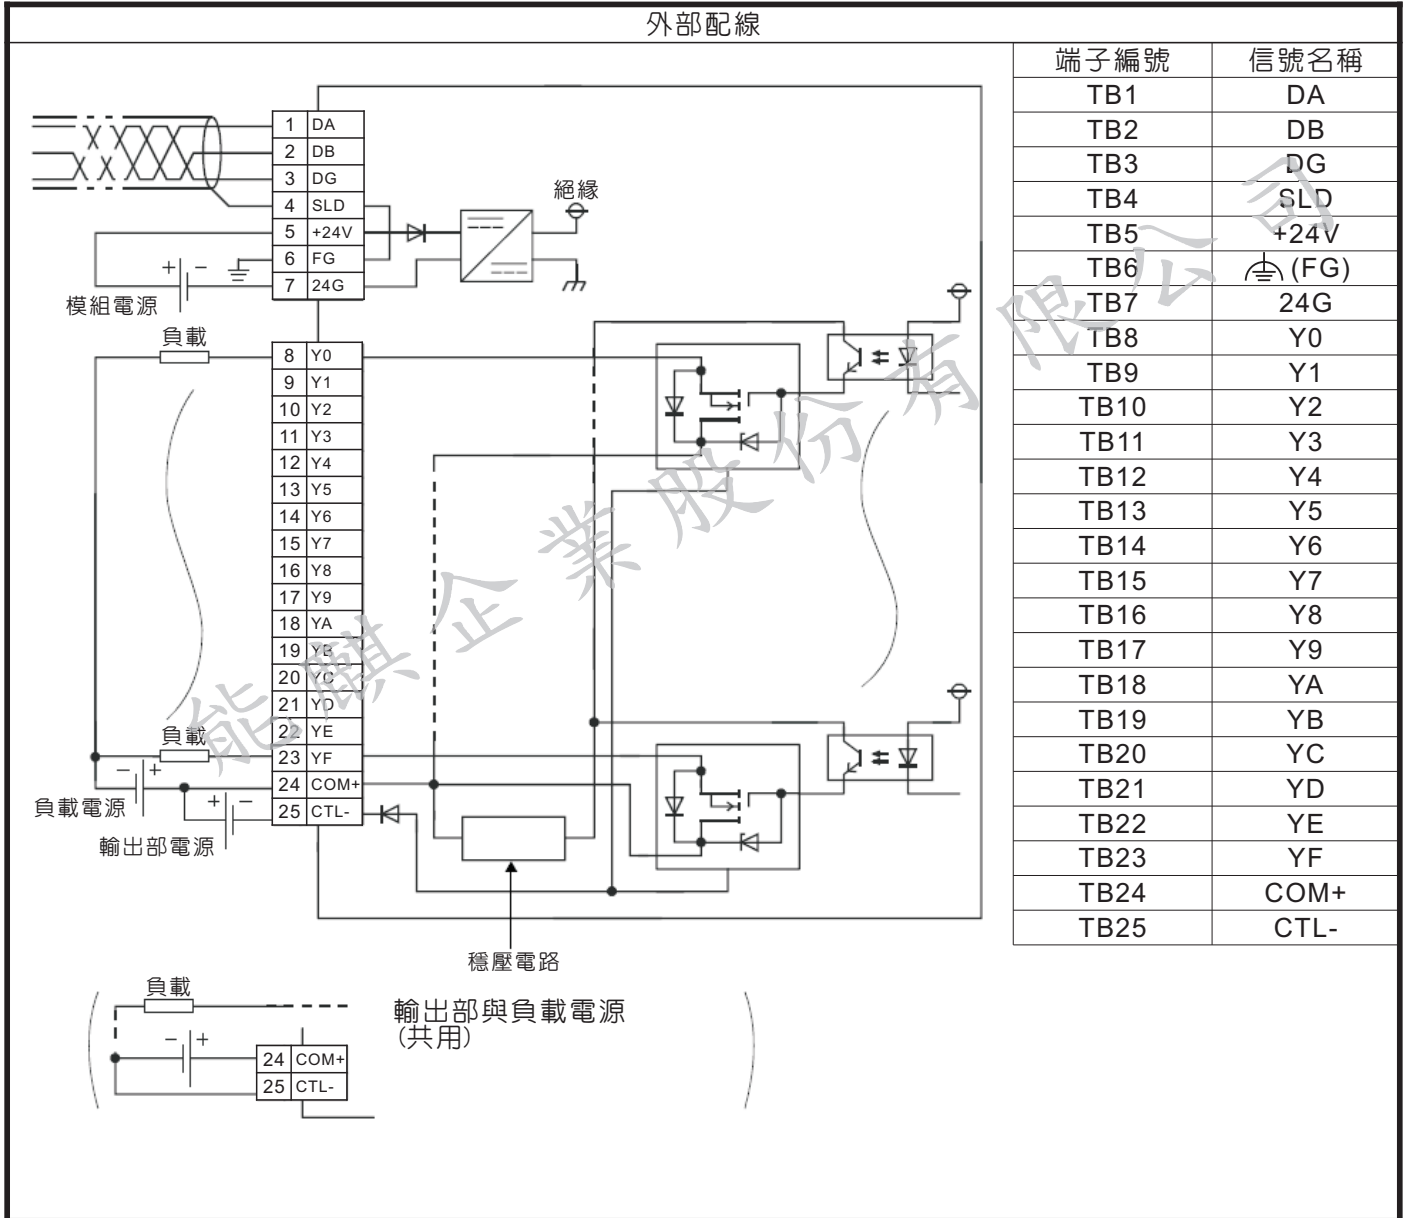 外部配線
端子編號 信號名稱
TB1 DA
TB2 DB
TB3 DG
TB4 SLD
TB5 +24V
TB6 (FG)
TB7 24G
TB8 Y0
TB9 Y1
TB10 Y2
TB11 Y3
TB12 Y4
TB13 Y5
TB14 Y6
TB15 Y7
TB16 Y8
TB17 Y9
TB18 YA
TB19 YB
TB20 YC
TB21 YD
TB22 YE
TB23 YF
TB24 COM+
TB25 CTL-
1 DA
2 DB
3 DG
4 SLD
5 +24V
6 FG
7 24G
絕緣
+ −
模組電源
負載
8 Y0
9 Y1
10 Y2
11 Y3
12 Y4
13 Y5
14 Y6
15 Y7
16 Y8
17 Y9
18 YA
19 YB
20 YC
21 YD
22 YE
23 YF
24 COM+
25 CTL-
負載
− +
負載電源
+ −
輸出部電源
穩壓電路
負載
− +
24 COM+
25 CTL-
輸出部與負載電源
(共用)
能麒企業股份有限公司